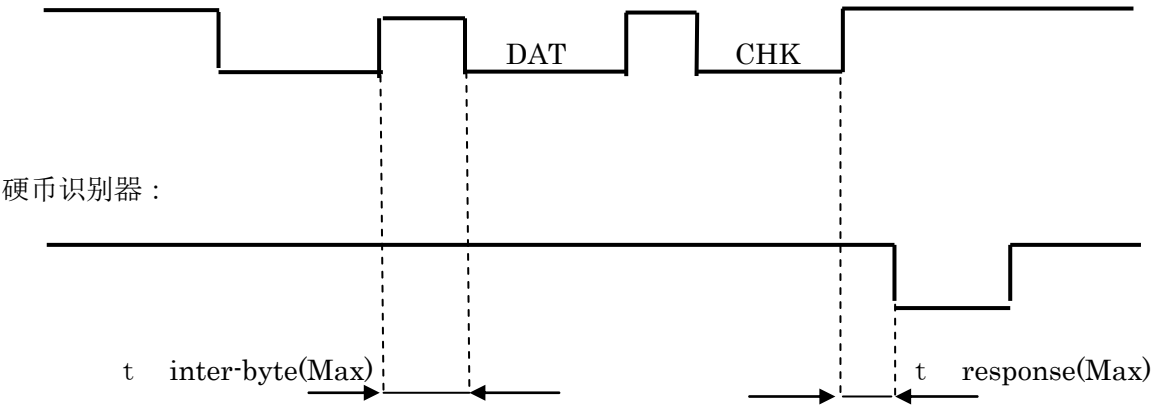 DAT CHK
硬币识别器：
t inter-byte(Max) t response(Max)